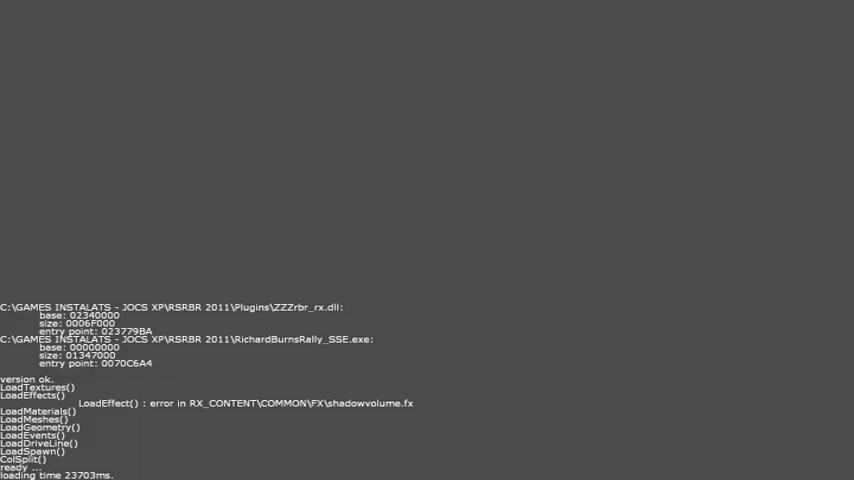 C:\GAMES INSTALATS - JOCS XP\RSRBR 2011\Plugins\ZZZrbr_rx.dll:
base: 02340000
size: 0006F000
entry point: 023779BA
C:\GAMES INSTALATS - JOCS XP\RSRBR 2011\RichardBurnsRally_SSE.exe:
base: 00000000
size: 01347000
entry point: 0070C6A4
version ok.
LoadTextures()
LoadEffects()
LoadEffect() : error in RX_CONTENT\COMMON\FX\shadowvolume.fx
LoadMaterials()
LoadMeshes()
LoadGeometry()
LoadEvents()
LoadDriveLine()
LoadSpawn()
ColSplit()
ready ...
loading time 23703ms.